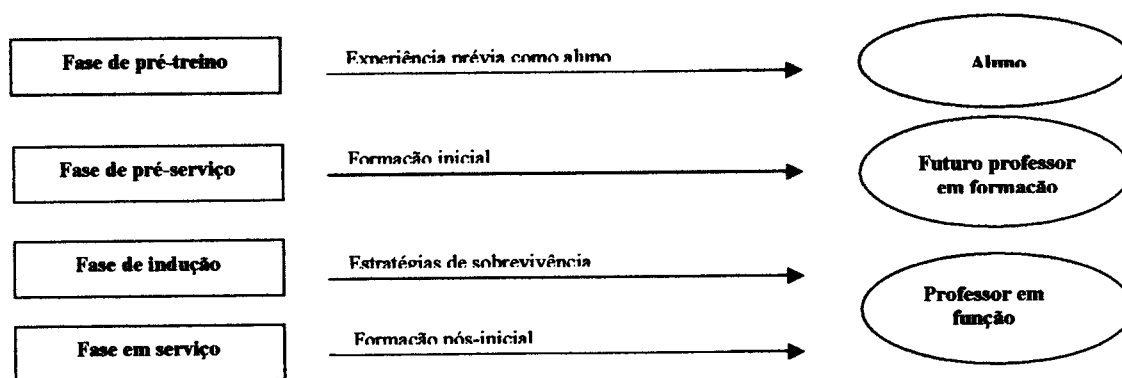 Fase de pré-treino
Experiência prévia como aluno
Aluno
Fase de pré-serviço
Formação inicial
Futuro professor
em formação
Fase de indução
Estratégias de sobrevivência
Professor em
função
Fase em serviço
Formação pós-inicial